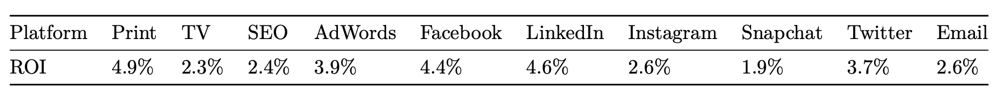 Platform Print TV SEO AdWords Facebook LinkedIn Instagram Snapchat Twitter Email
ROI 4.9% 2.3% 2.4% 3.9% 4.4% 4.6% 2.6% 1.9% 3.7% 2.6%